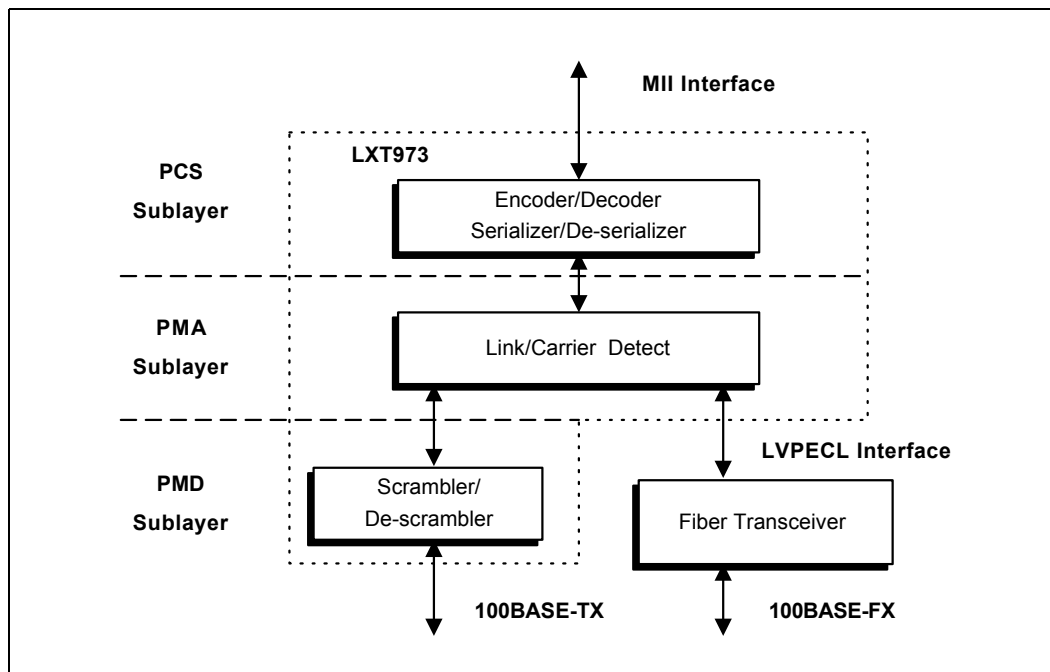 MII Interface
LXT973
PCS
Sublayer
Encoder/Decoder
Serializer/De-serializer
PMA
Sublayer
Link/Carrier Detect
LVPECL Interface
PMD
Sublayer
Scrambler/
De-scrambler
Fiber Transceiver
100BASE-TX
100BASE-FX